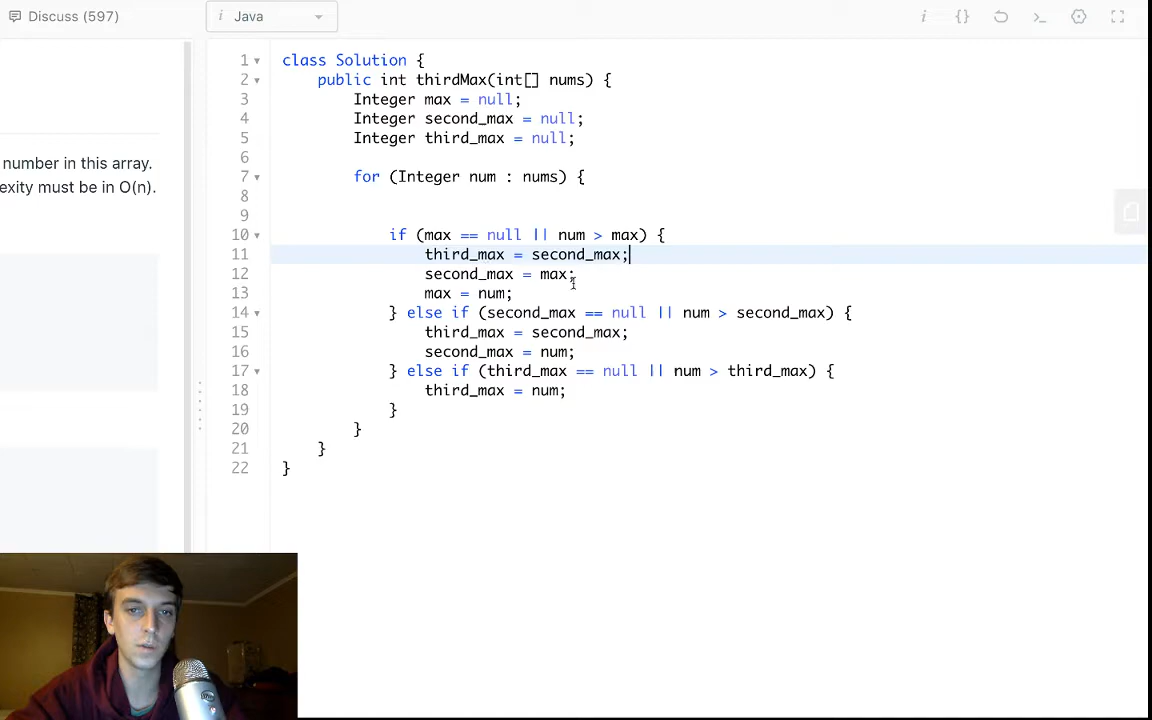 Discuss (597)
i Java
i {} >_
number in this array.
exity must be in O(n).
1 class Solution {
2 public int thirdMax(int[] nums) {
3 Integer max = null;
4 Integer second_max = null;
5 Integer third_max = null;
6
7 for (Integer num : nums) {
8
9
10 if (max == null || num > max) {
11 third_max = second_max;
12 second_max = max;
13 max = num;
14 } else if (second_max == null || num > second_max) {
15 third_max = second_max;
16 second_max = num;
17 } else if (third_max == null || num > third_max) {
18 third_max = num;
19 }
20 }
21 }
22 }